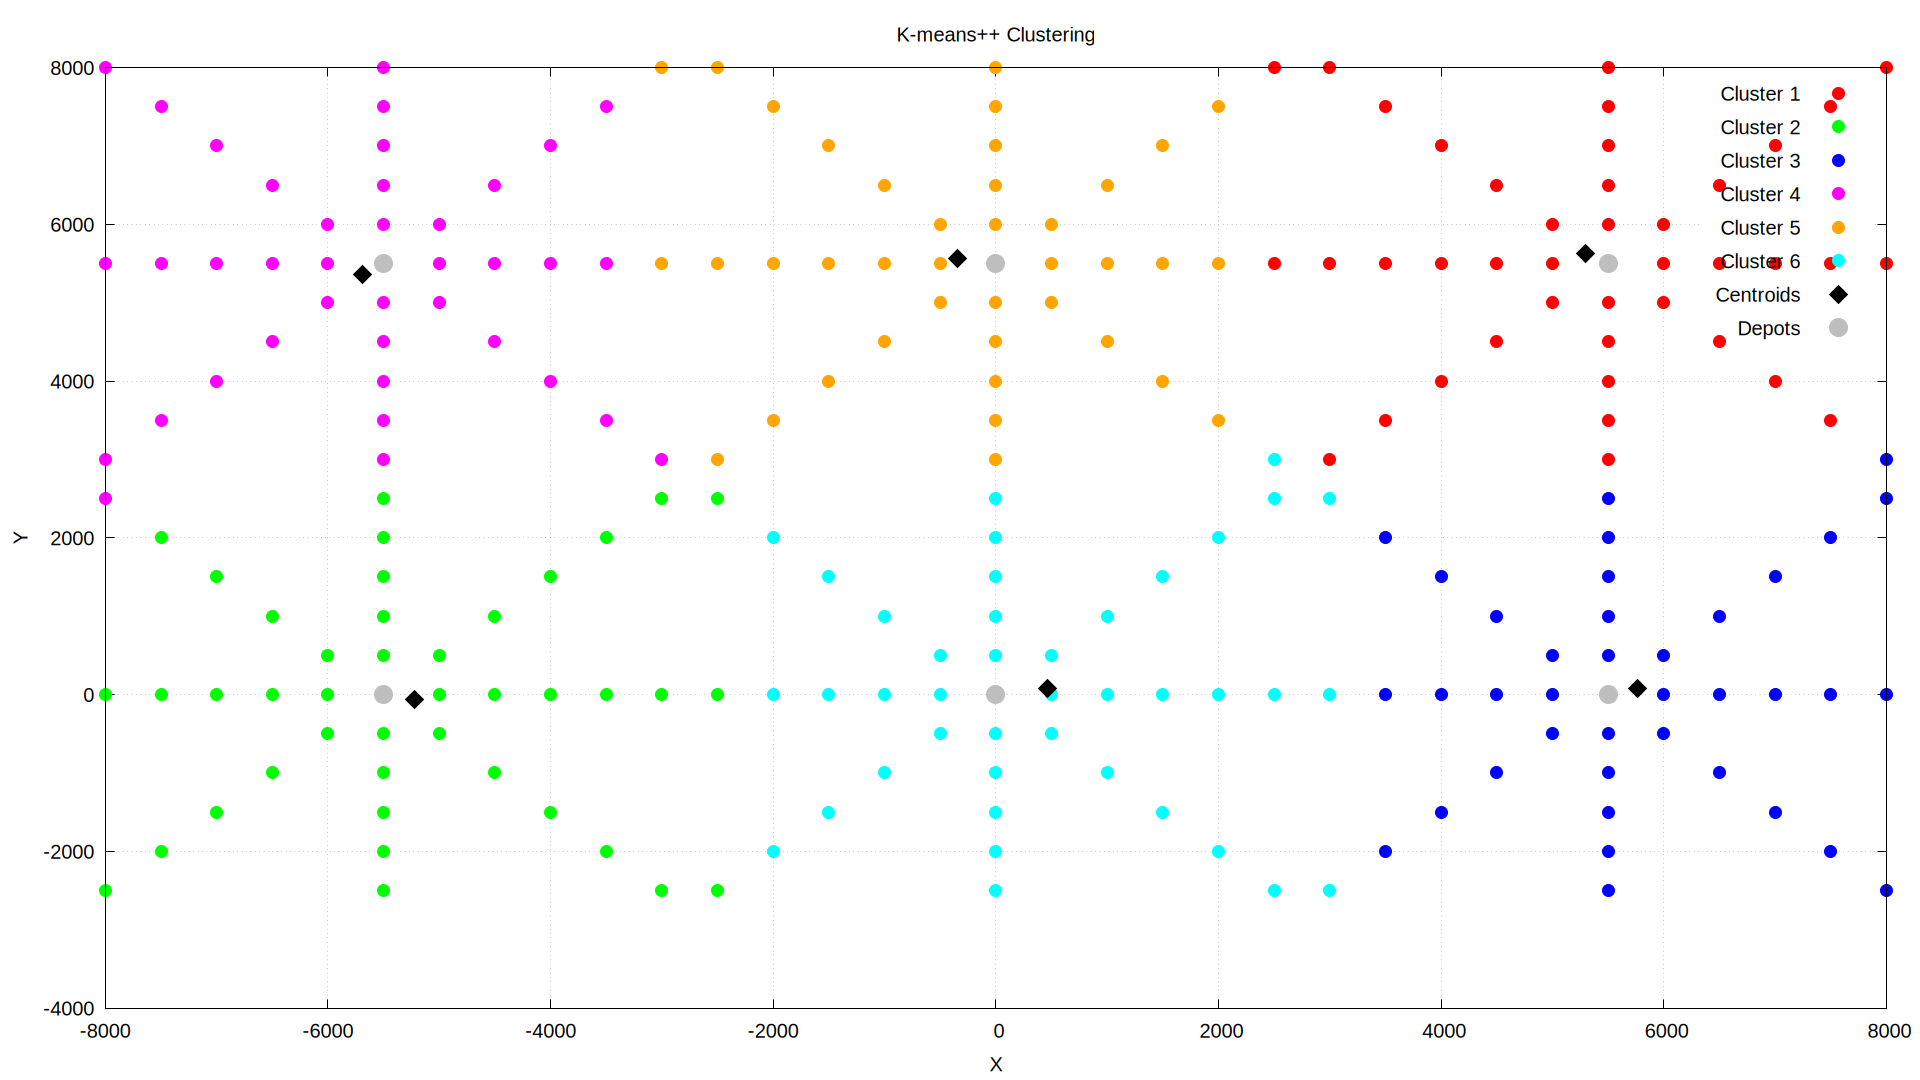 K-means++ Clustering
8000
6000
4000
2000
0
-2000
-4000
Y
Cluster 1
Cluster 2
Cluster 3
Cluster 4
Cluster 5
Cluster 6
Centroids
Depots
-8000 -6000 -4000 -2000 0 2000 4000 6000 8000
X